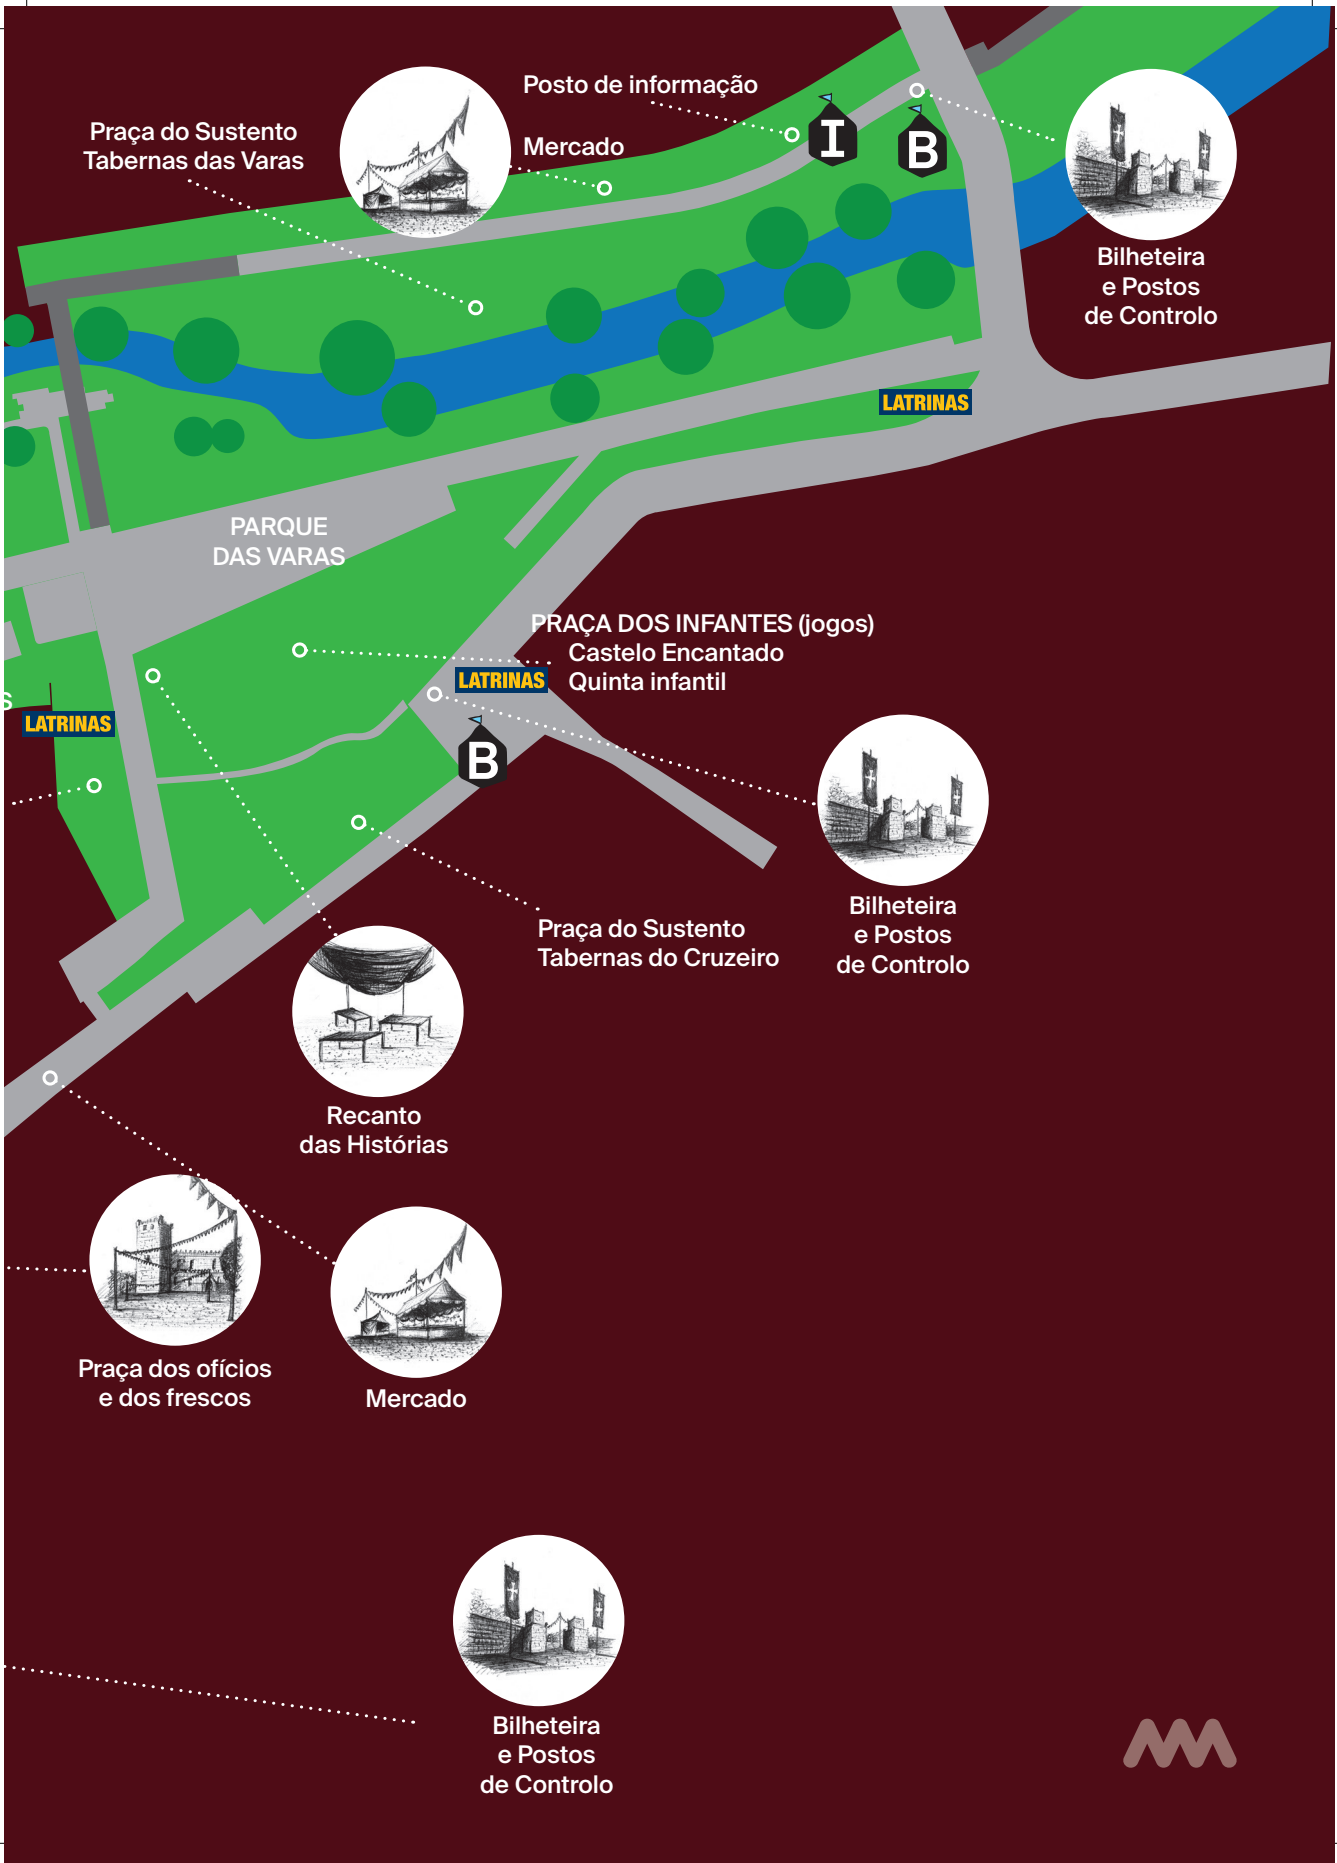 Posto de informação
Praça do Sustento
Tabernas das Varas
Mercado
I
B
Bilheteira
e Postos
de Controlo
LATRINAS
PARQUE
DAS VARAS
PRAÇA DOS INFANTES (jogos)
Castelo Encantado
Quinta infantil
LATRINAS
S
LATRINAS
B
Bilheteira
e Postos
de Controlo
Praça do Sustento
Tabernas do Cruzeiro
Recanto
das Histórias
Praça dos ofícios
e dos frescos
Mercado
Bilheteira
e Postos
de Controlo